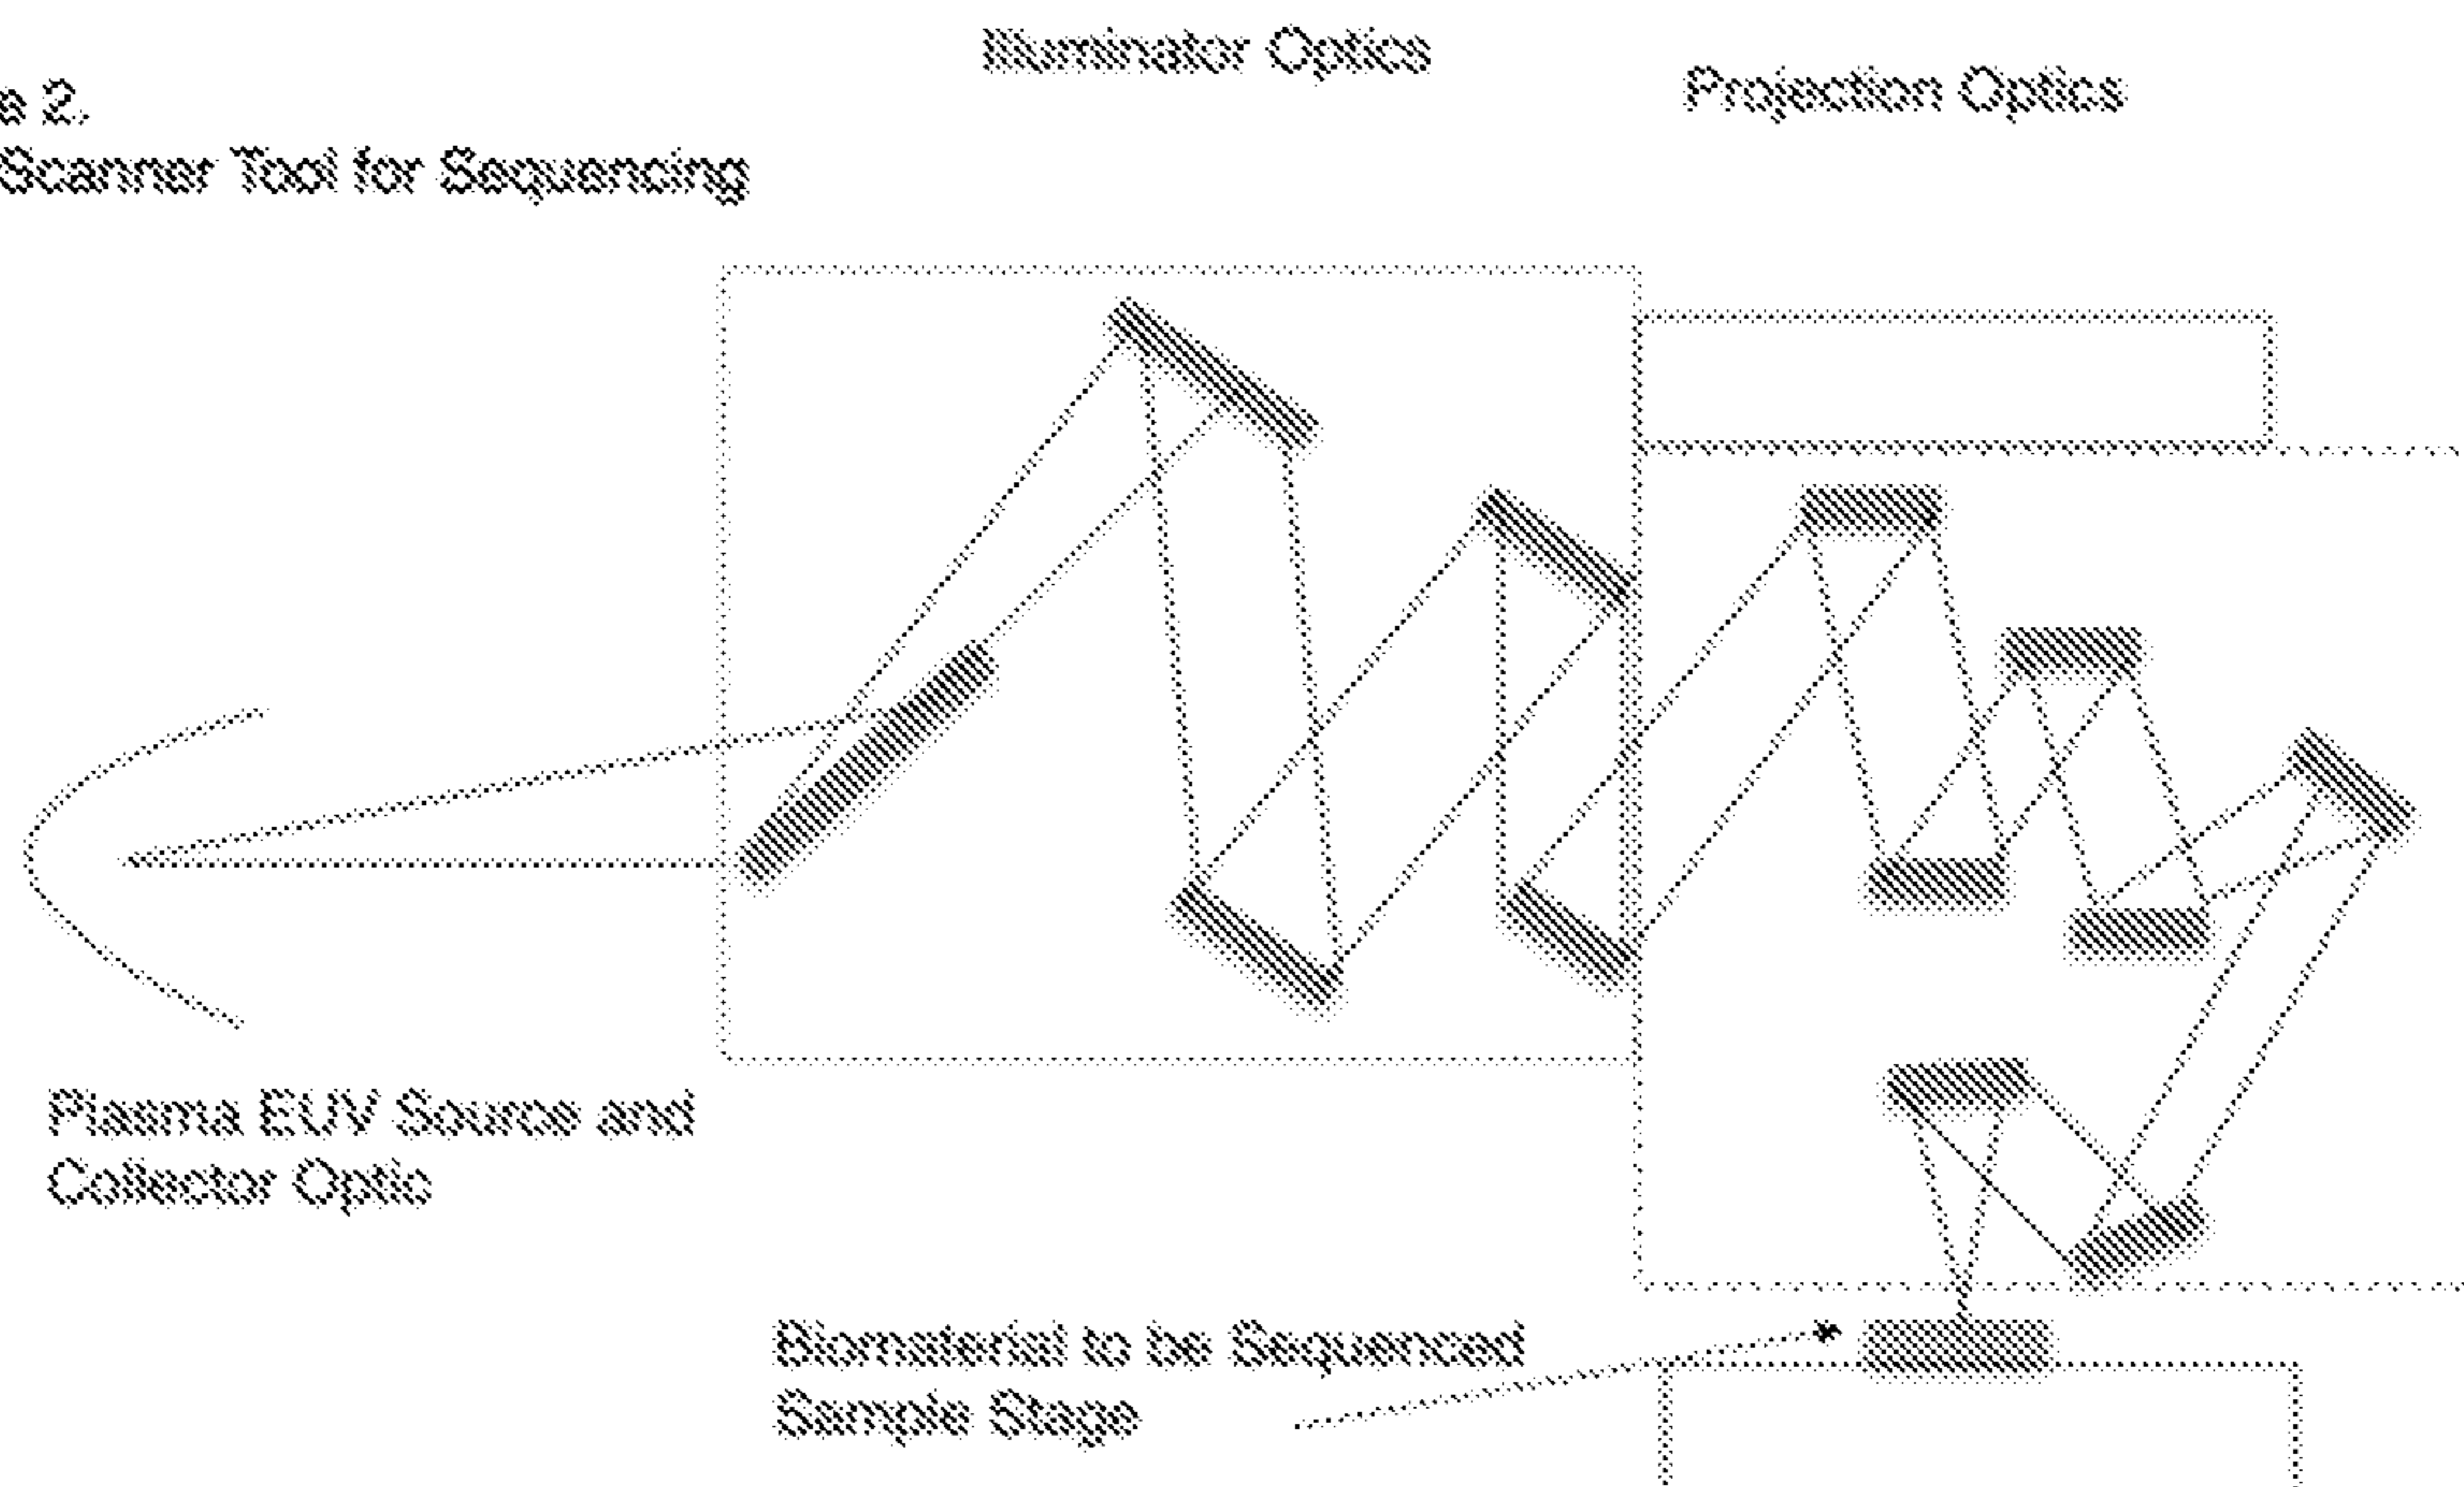 Illuminator Optics
Projection Optics
e 2.
Scanner Tool for Sequencing
Plasma EUV Source and
Collector Optic
Biomaterial to be Sequenced
Sample Stage